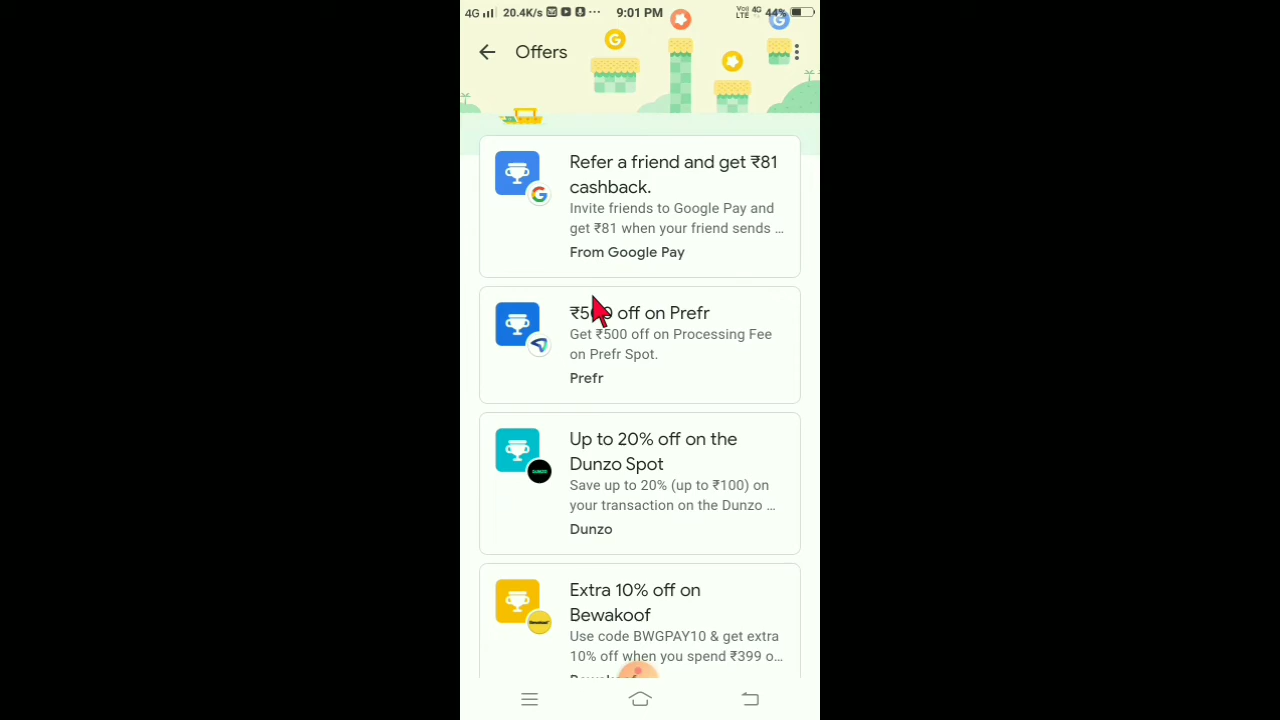 4G 20.4K/s 9:01 PM 4G LTE 44%
Offers
Refer a friend and get ₹81
cashback.
Invite friends to Google Pay and
get ₹81 when your friend sends ...
From Google Pay
₹500 off on Prefr
Get ₹500 off on Processing Fee
on Prefr Spot.
Prefr
Up to 20% off on the
Dunzo Spot
Save up to 20% (up to ₹100) on
your transaction on the Dunzo ...
Dunzo
Extra 10% off on
Bewakoof
Use code BWGPAY10 & get extra
10% off when you spend ₹399 o...